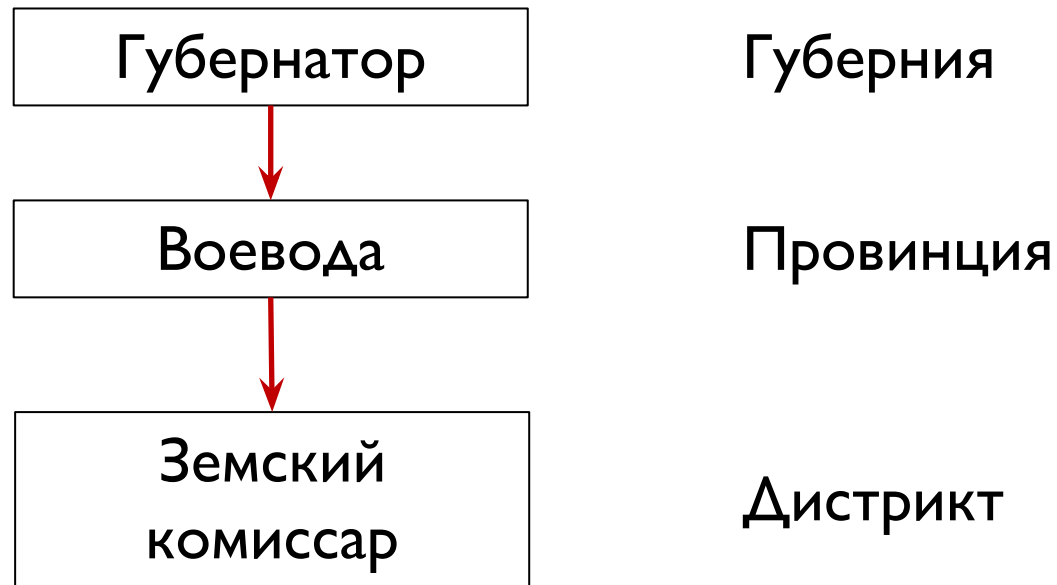 Губернатор
Губерния
Воевода
Провинция
Земский
комиссар
Дистрикт